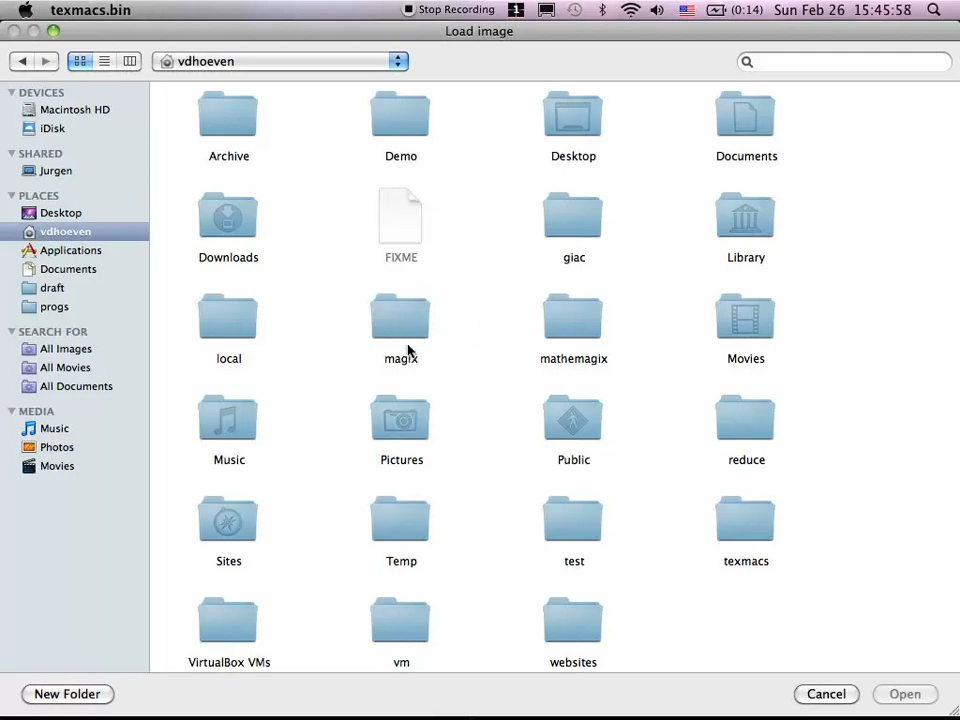 texmacs.bin Stop Recording 1 (0:14) Sun Feb 26 15:45:58
Load image
vdhoeven
DEVICES
Macintosh HD
iDisk
SHARED
Jurgen
PLACES
Desktop
vdhoeven
Applications
Documents
draft
progs
SEARCH FOR
All Images
All Movies
All Documents
MEDIA
Music
Photos
Movies
Archive Demo Desktop Documents
Downloads FIXME giac Library
local magix mathemagix Movies
Music Pictures Public reduce
Sites Temp test texmacs
VirtualBox VMs vm websites
New Folder Cancel Open